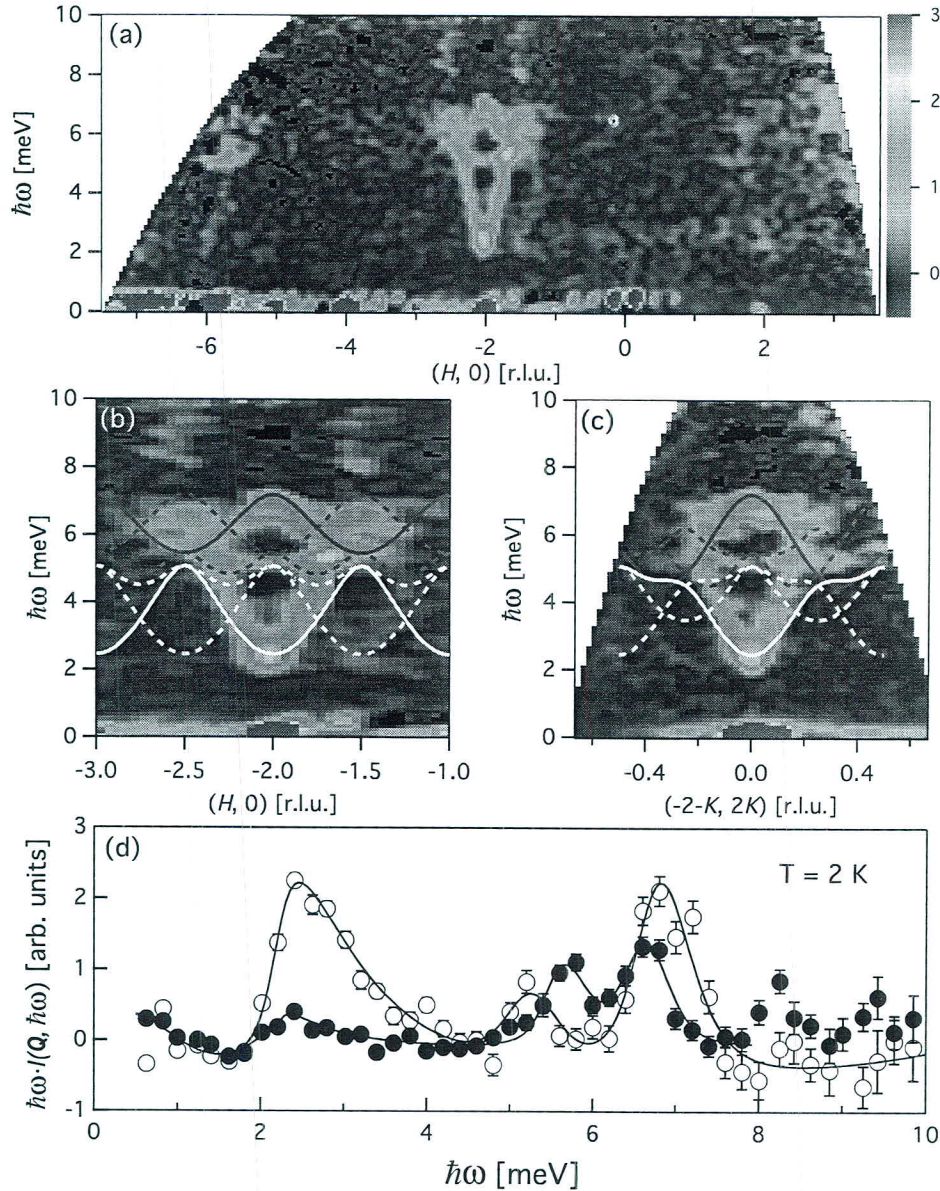 (a)
ħω [meV]
10
8
6
4
2
0
3
2
1
0
-6 -4 -2 0 2
(H, 0) [r.l.u.]
(b)
ħω [meV]
10
8
6
4
2
0
-3.0 -2.5 -2.0 -1.5 -1.0
(H, 0) [r.l.u.]
(c)
ħω [meV]
10
8
6
4
2
0
-0.4 0.0 0.4
(-2-K, 2K) [r.l.u.]
(d)
T = 2 K
ħω·I(Q, ħω) [arb. units]
3
2
1
0
-1
0 2 4 6 8 10
ħω [meV]